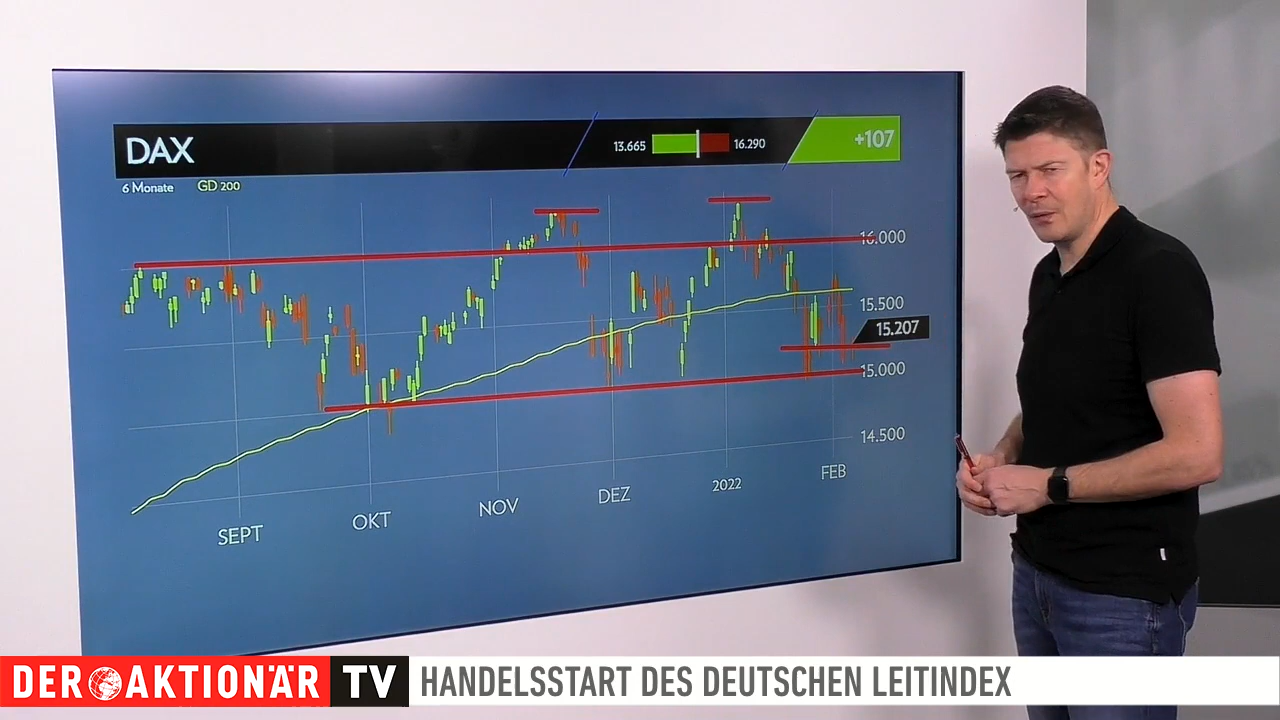 DAX
13.665
16.290
+107
6 Monate
GD 200
16.000
15.500
15.207
15.000
14.500
SEPT
OKT
NOV
DEZ
2022
FEB
DER AKTIONÄR TV
HANDELSSTART DES DEUTSCHEN LEITINDEX